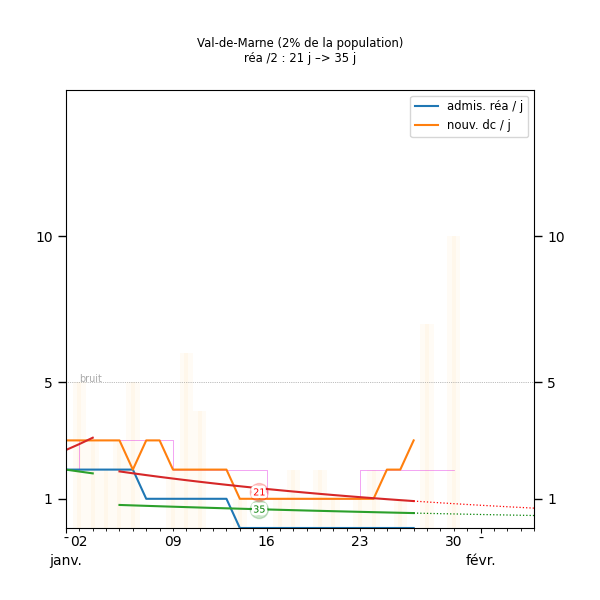 Val-de-Marne (2% de la population)
réa /2 : 21 j –> 35 j
admis. réa / j
nouv. dc / j
10 10
bruit
5 5
21
1 1
35
02 09 16 23 30 -
janv. févr.